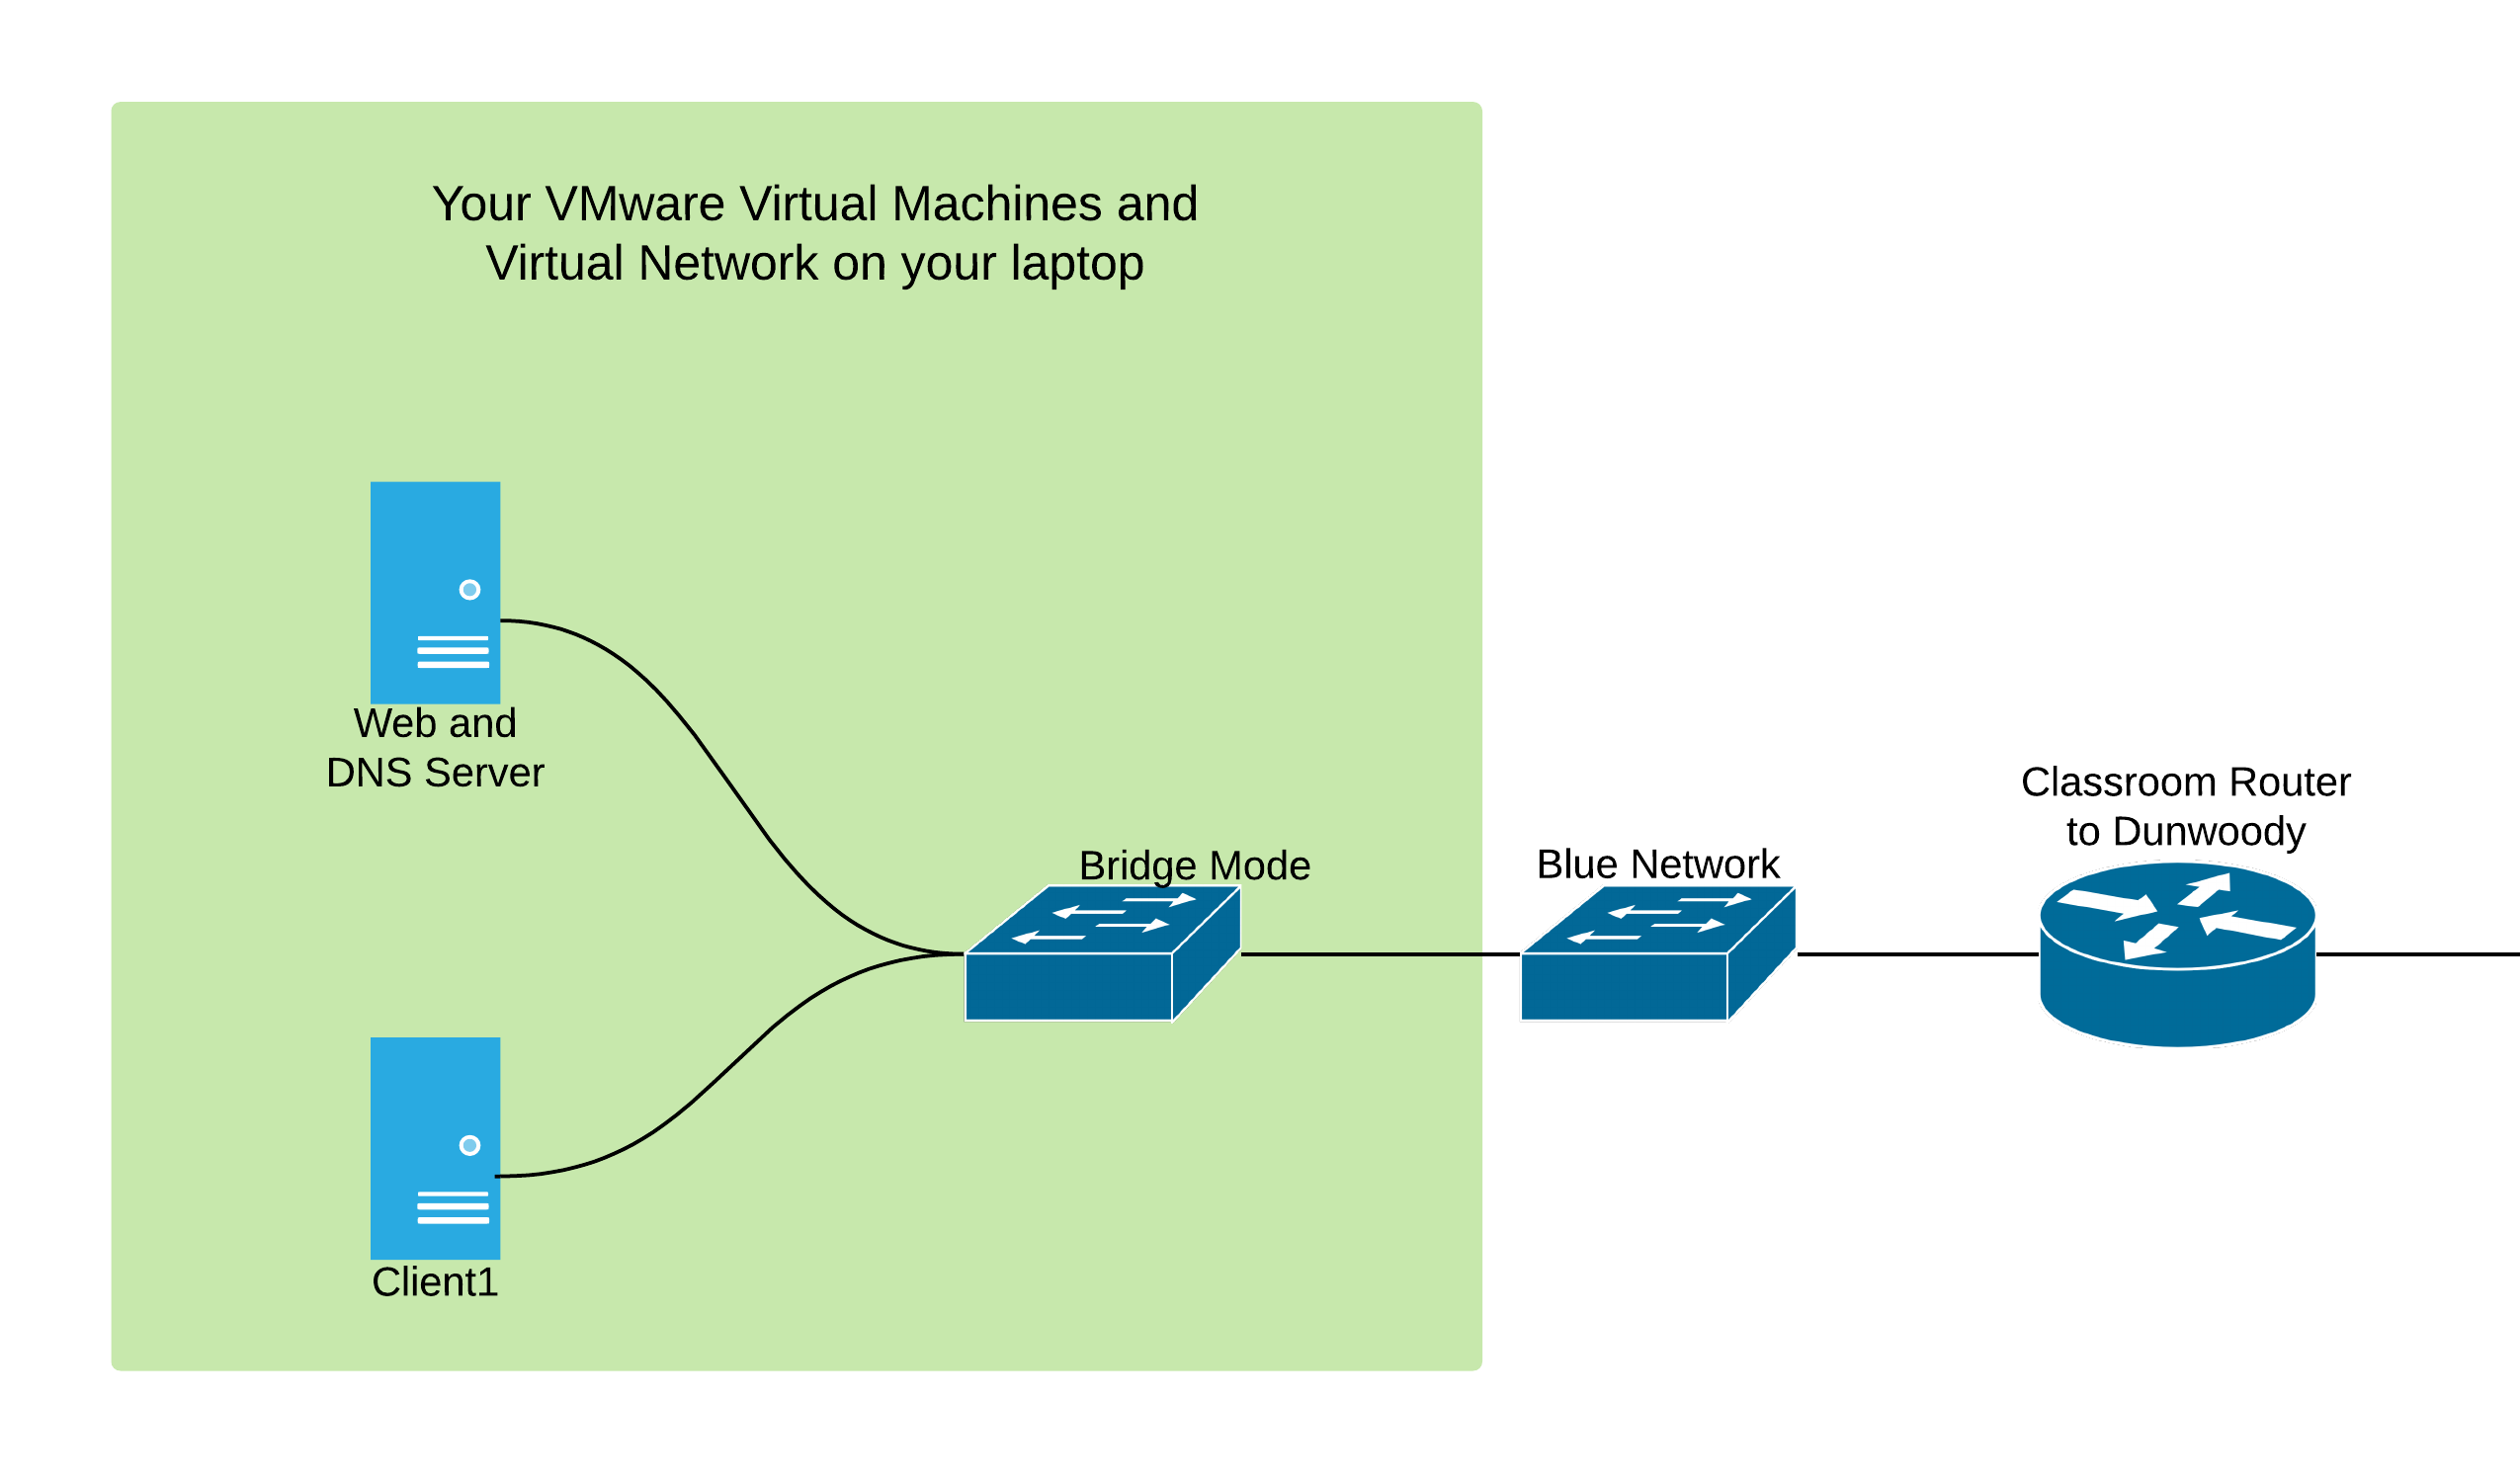 Your VMware Virtual Machines and
Virtual Network on your laptop
Web and
DNS Server
Classroom Router
to Dunwoody
Bridge Mode
Blue Network
Client1